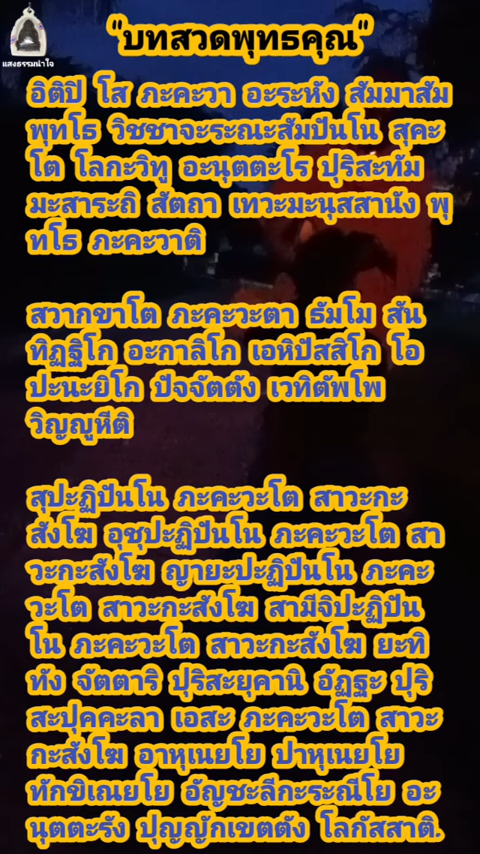 "บทสวดพุทธคุณ"
แสงธรรมนำใจ
อิติปิ โส ภะคะวา อะระหัง สัมมาสัม
พุทโธ วิชชาจะระณะสัมปันโน สุคะ
โต โลกะวิทู อะนุตตะโร ปุริสะทัม
มะสาระถิ สัตถา เทวะมะนุสสานัง พุ
ทโธ ภะคะวาติ
สวากขาโต ภะคะวะตา ธัมโม สัน
ทิฏฐิโก อะกาลิโก เอหิปัสสิโก โอ
ปะนะยิโก ปัจจัตตัง เวทิตัพโพ
วิญญูหีติ
สุปะฏิปันโน ภะคะวะโต สาวะกะ
สังโฆ อุชุปะฏิปันโน ภะคะวะโต สา
วะกะสังโฆ ญายะปะฏิปันโน ภะคะ
วะโต สาวะกะสังโฆ สามีจิปะฏิปัน
โน ภะคะวะโต สาวะกะสังโฆ ยะทิ
ทัง จัตตาริ ปุริสะยุคานิ อัฏฐะ ปุริ
สะปุคคะลา เอสะ ภะคะวะโต สาวะ
กะสังโฆ อาหุเนยโย ปาหุเนยโย
ทักขิเณยโย อัญชะลีกะระณีโย อะ
นุตตะรัง ปุญญักเขตตัง โลกัสสาติ.